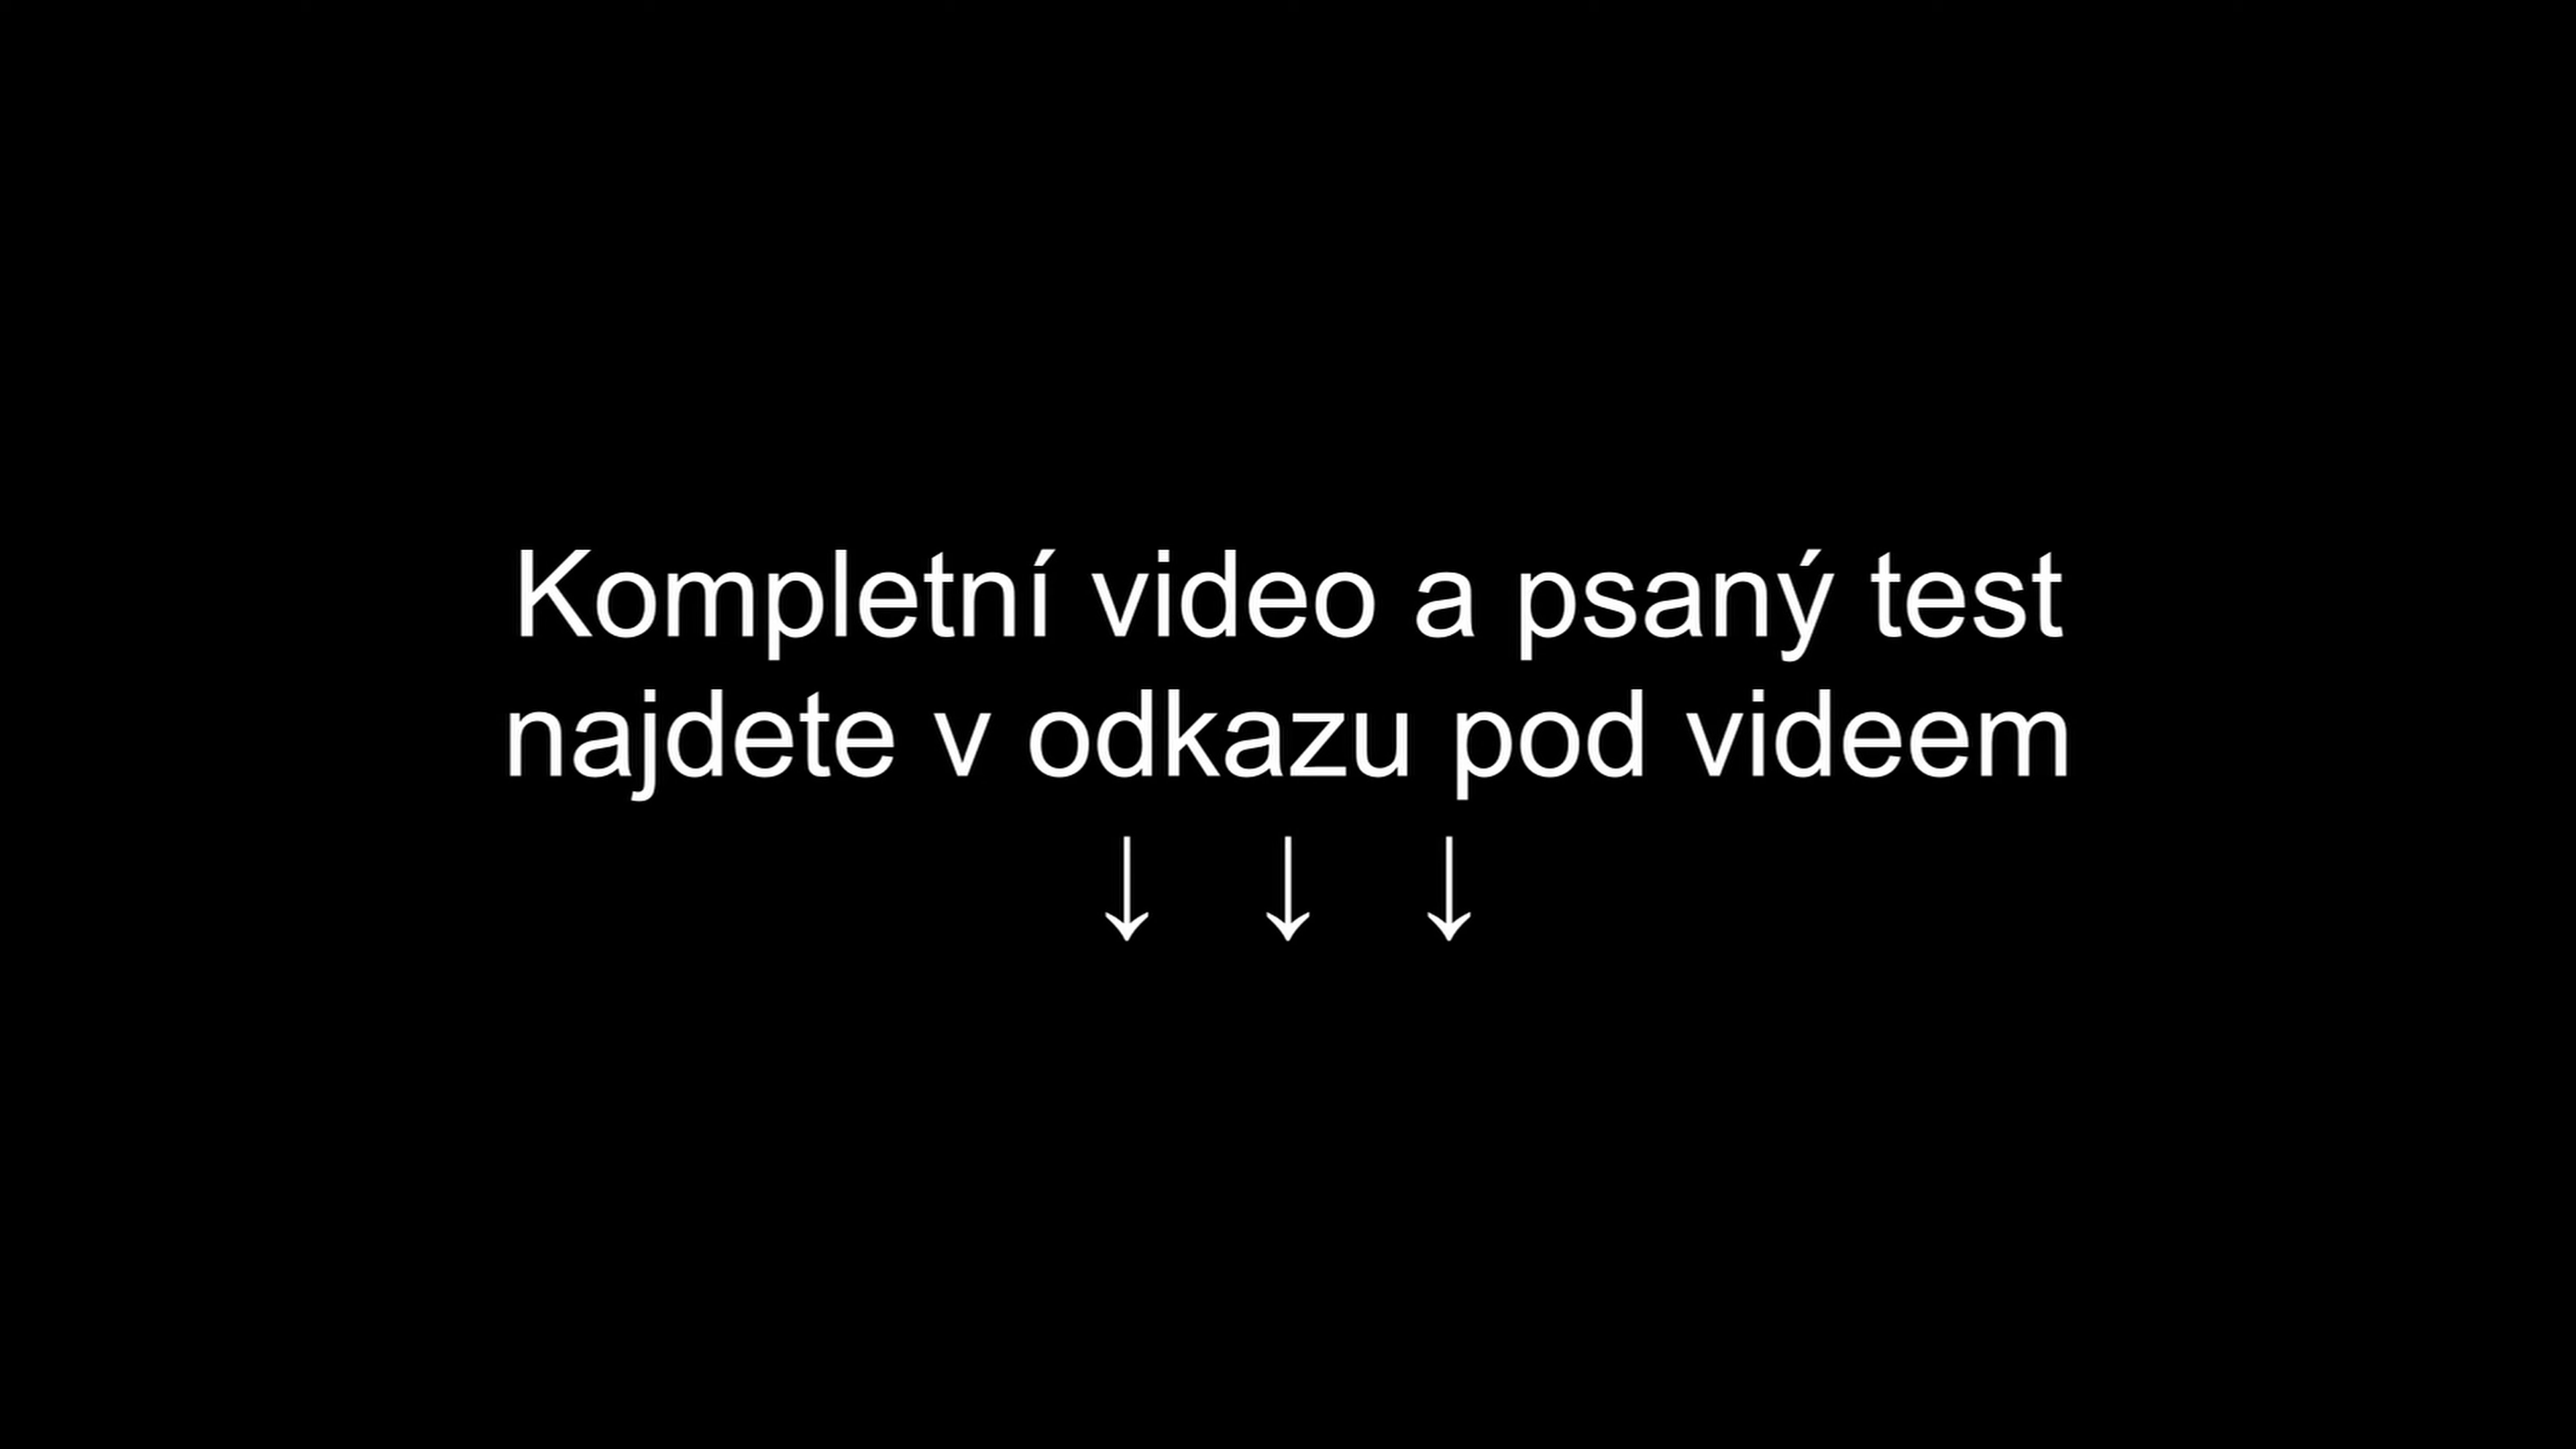 Kompletní video a psaný test
najdete v odkazu pod videem
↓ ↓ ↓